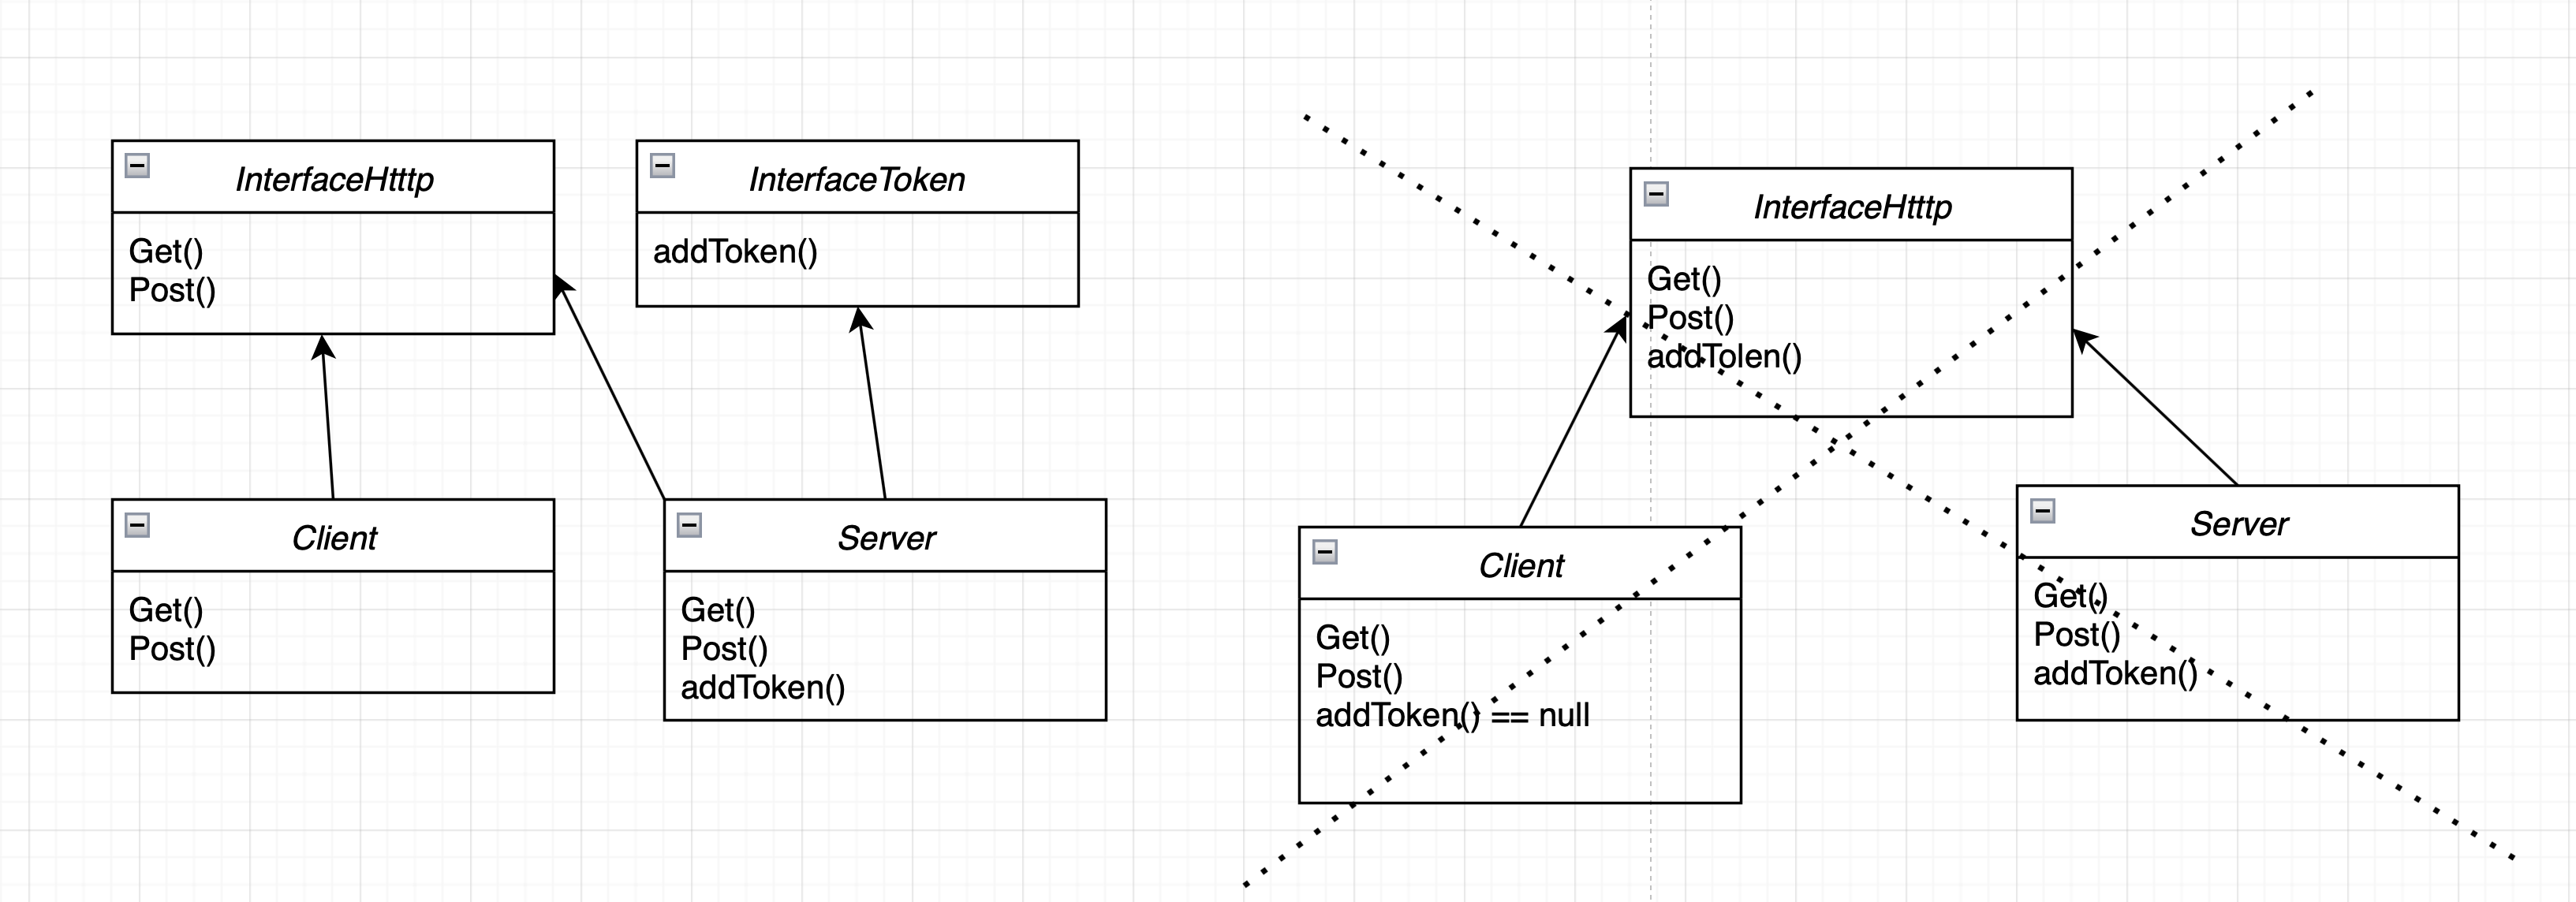 InterfaceHtttp
Get()
Post()
InterfaceToken
addToken()
Client
Get()
Post()
Server
Get()
Post()
addToken()
InterfaceHtttp
Get()
Post()
addTolen()
Client
Get()
Post()
addToken() == null
Server
Get()
Post()
addToken()